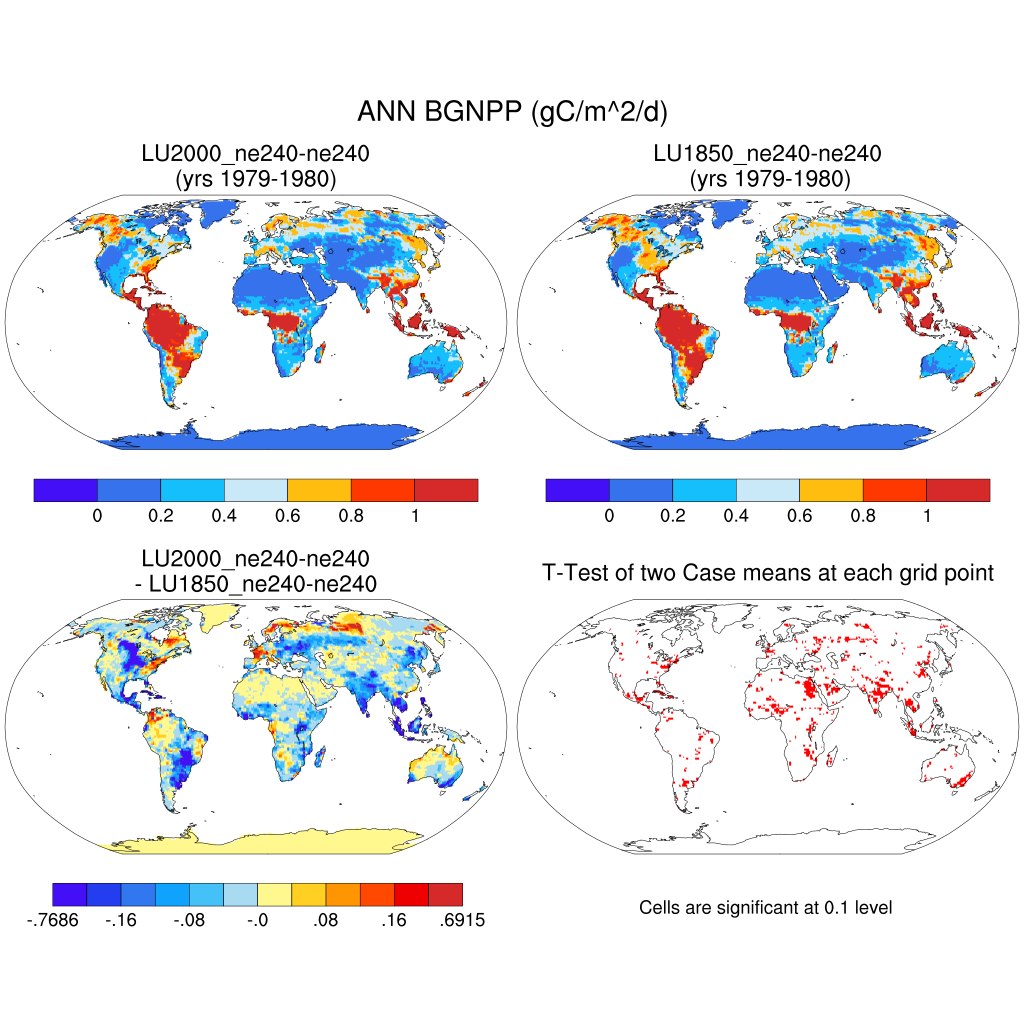 ANN BGNPP (gC/m^2/d)
LU2000_ne240-ne240
(yrs 1979-1980)
LU1850_ne240-ne240
(yrs 1979-1980)
0 0.2 0.4 0.6 0.8 1
0 0.2 0.4 0.6 0.8 1
LU2000_ne240-ne240
- LU1850_ne240-ne240
T-Test of two Case means at each grid point
-.7686 -.16 -.08 -.0 .08 .16 .6915
Cells are significant at 0.1 level